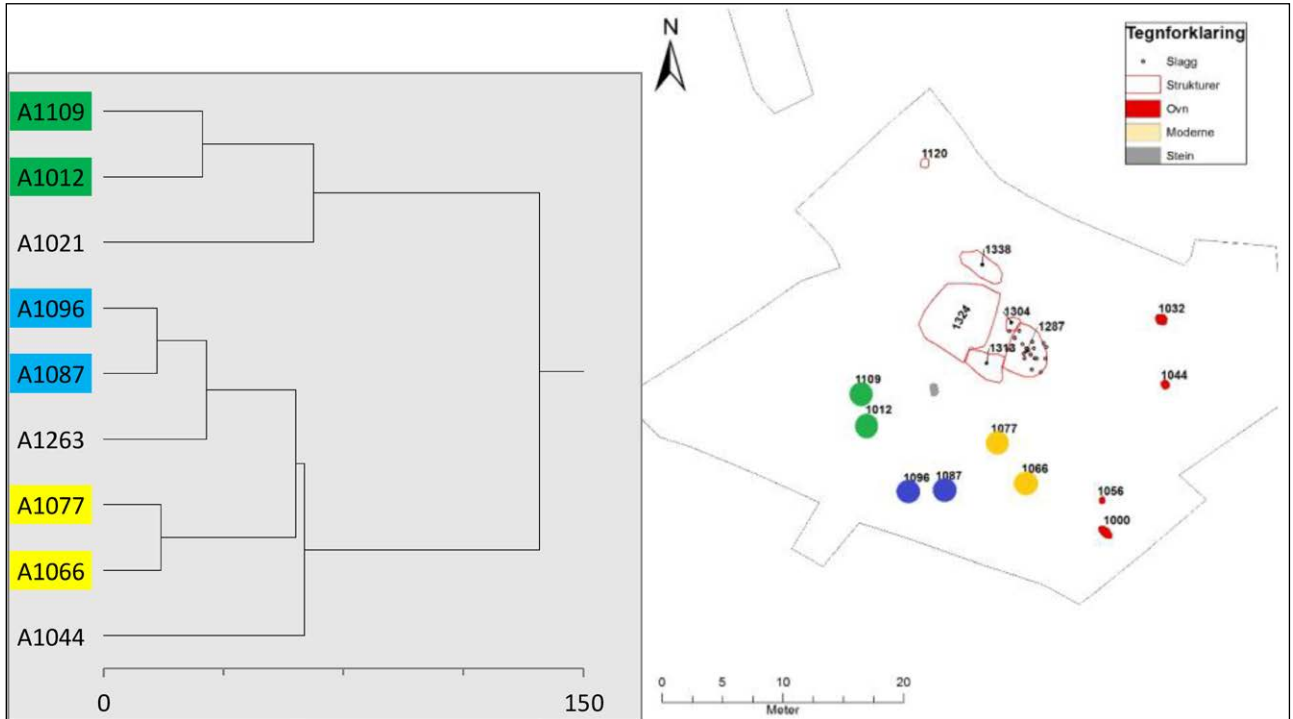 A1109
A1012
A1021
A1096
A1087
A1263
A1077
A1066
A1044
0 150
N
Tegnforklaring
Slagg
Strukturer
Ovn
Moderne
Stein
1120
1338
1324
1304
1287
1313
1032
1044
1109
1012
1077
1066
1096
1087
1056
1000
0 5 10 20
Meter